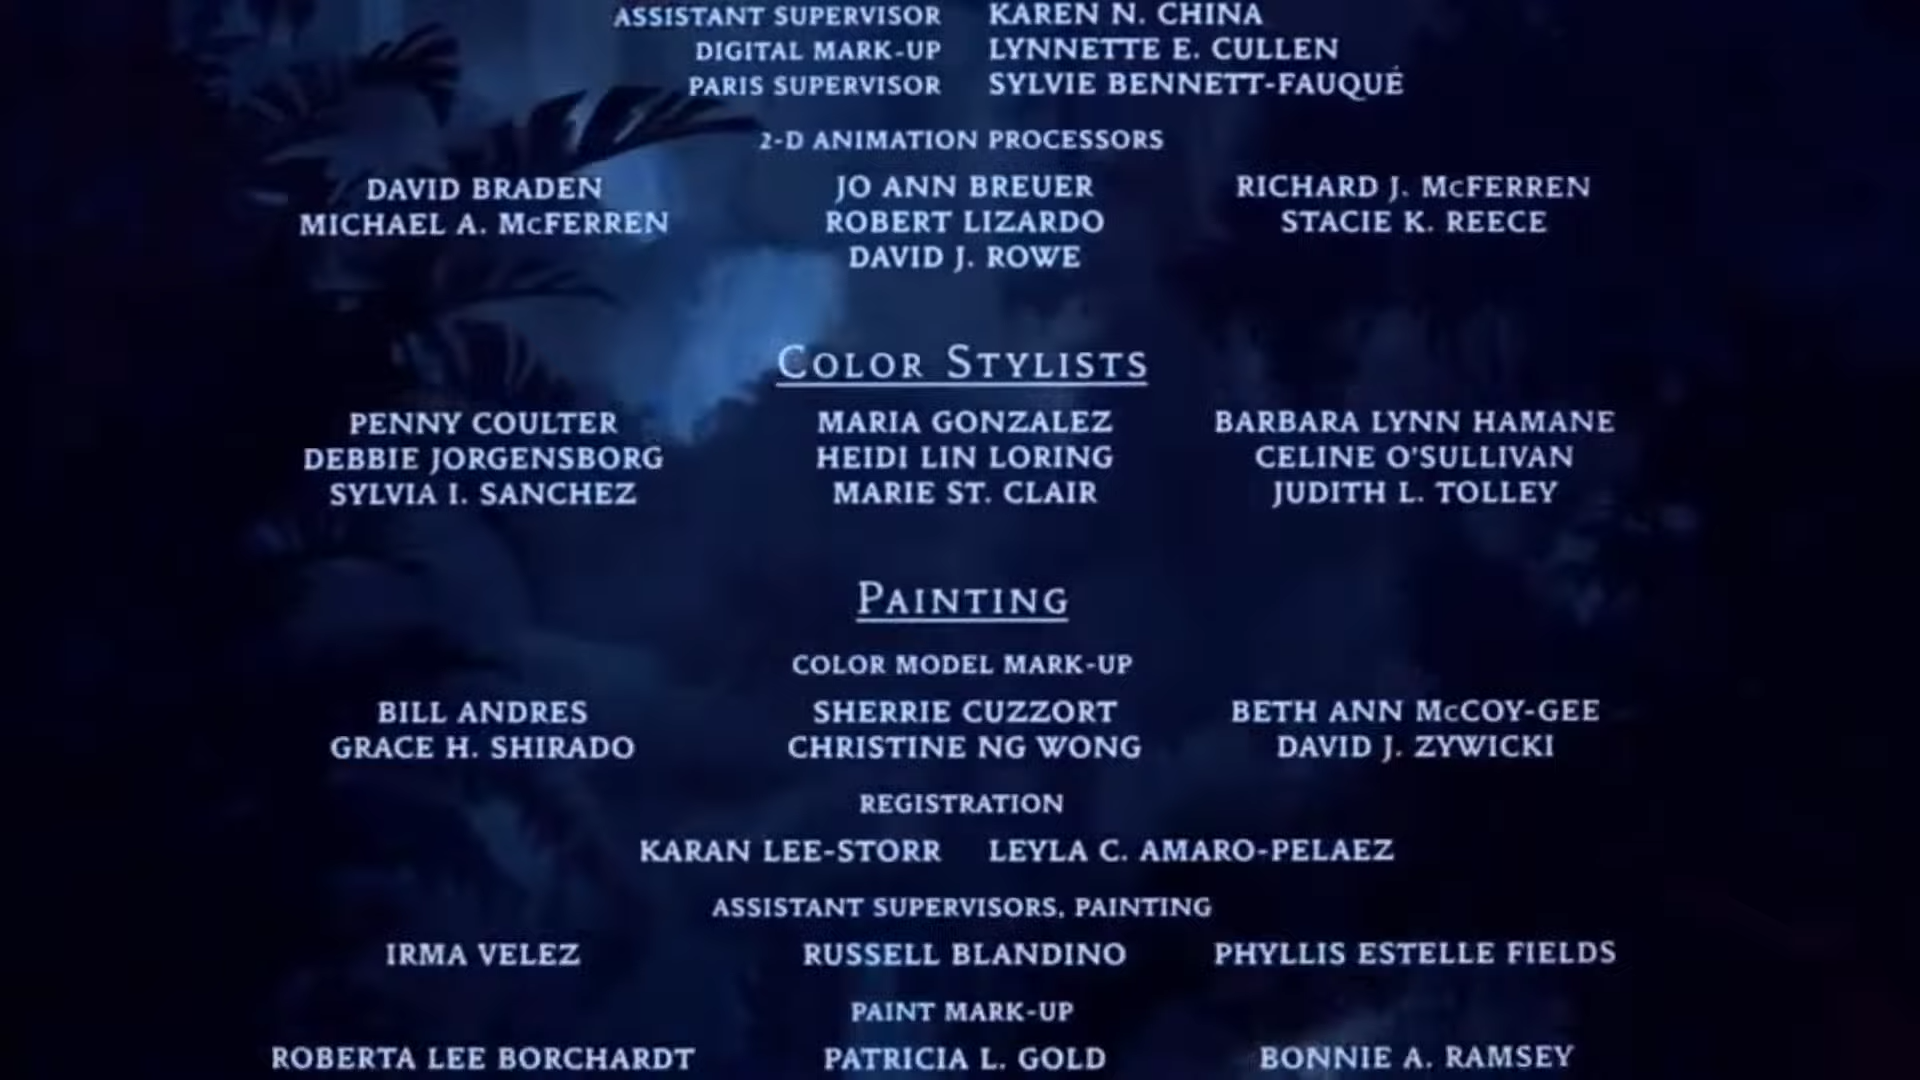 ASSISTANT SUPERVISOR KAREN N. CHINA
DIGITAL MARK-UP LYNNETTE E. CULLEN
PARIS SUPERVISOR SYLVIE BENNETT-FAUQUÉ
2-D ANIMATION PROCESSORS
DAVID BRADEN JO ANN BREUER RICHARD J. McFERREN
MICHAEL A. McFERREN ROBERT LIZARDO STACIE K. REECE
DAVID J. ROWE
COLOR STYLISTS
PENNY COULTER MARIA GONZALEZ BARBARA LYNN HAMANE
DEBBIE JORGENSBORG HEIDI LIN LORING CELINE O'SULLIVAN
SYLVIA I. SANCHEZ MARIE ST. CLAIR JUDITH L. TOLLEY
PAINTING
COLOR MODEL MARK-UP
BILL ANDRES SHERRIE CUZZORT BETH ANN McCOY-GEE
GRACE H. SHIRADO CHRISTINE NG WONG DAVID J. ZYWICKI
REGISTRATION
KARAN LEE-STORR LEYLA C. AMARO-PELAEZ
ASSISTANT SUPERVISORS, PAINTING
IRMA VELEZ RUSSELL BLANDINO PHYLLIS ESTELLE FIELDS
PAINT MARK-UP
ROBERTA LEE BORCHARDT PATRICIA L. GOLD BONNIE A. RAMSEY